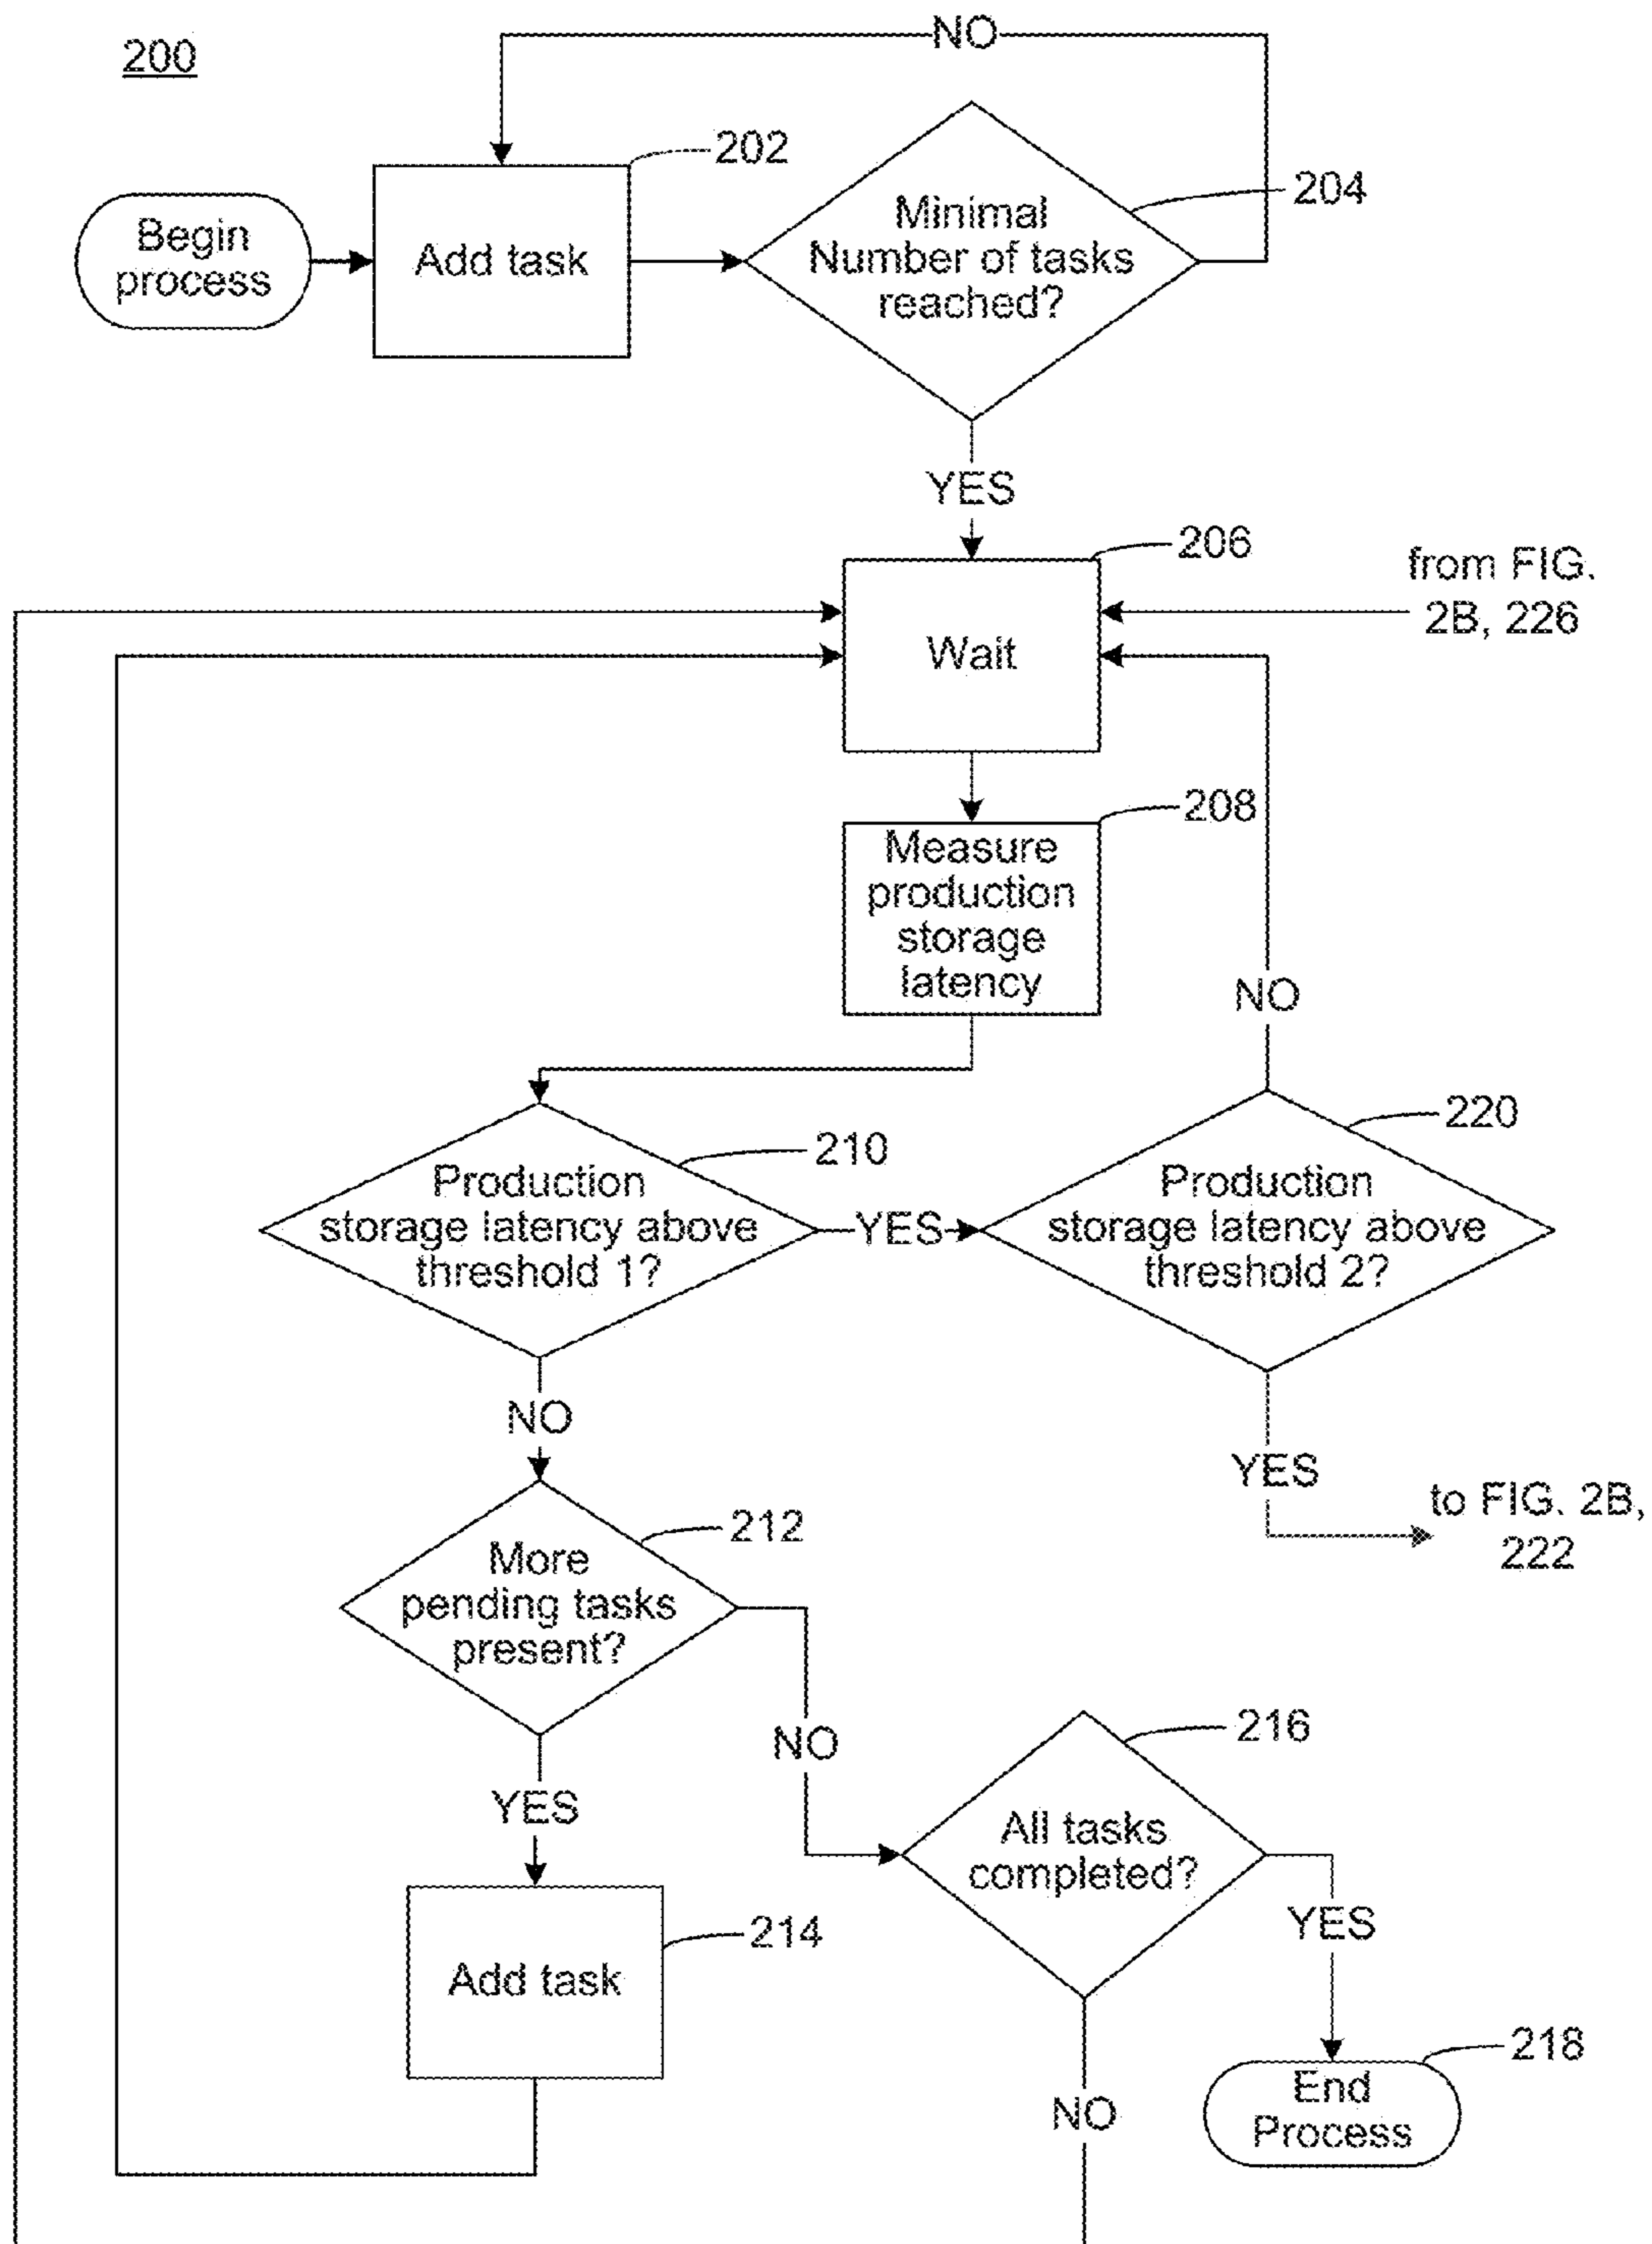 200
NO
202
204
Begin
process
Add task
Minimal
Number of tasks
reached?
YES
206
from FIG.
2B, 226
Wait
208
Measure
production
storage
latency
NO
220
210
Production
storage latency above
threshold 1?
YES
Production
storage latency above
threshold 2?
NO
YES
to FIG. 2B,
222
212
More
pending tasks
present?
NO
216
YES
All tasks
completed?
YES
214
Add task
218
End
Process
NO